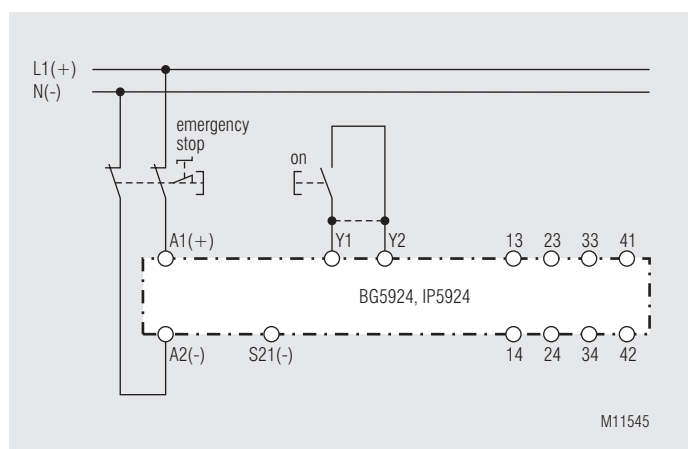 L1(+)
N(-)
emergency
stop
on
A1(+) Y1 Y2 13 23 33 41
BG5924, IP5924
A2(-) S21(-) 14 24 34 42
M11545